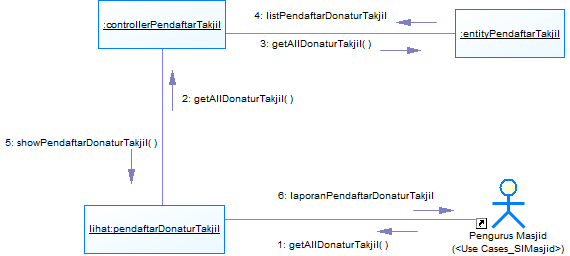 4: listPendaftarDonaturTakjil
:controllerPendaftarTakjil
3: getAllDonaturTakjil( )
:entityPendaftarTakjil
2: getAllDonaturTakjil( )
5: showPendaftarDonaturTakjil( )
6: laporanPendaftarDonaturTakjil
lihat:pendaftarDonaturTakjil
1: getAllDonaturTakjil( )
Pengurus Masjid
(<Use Cases_SIMasjid>)